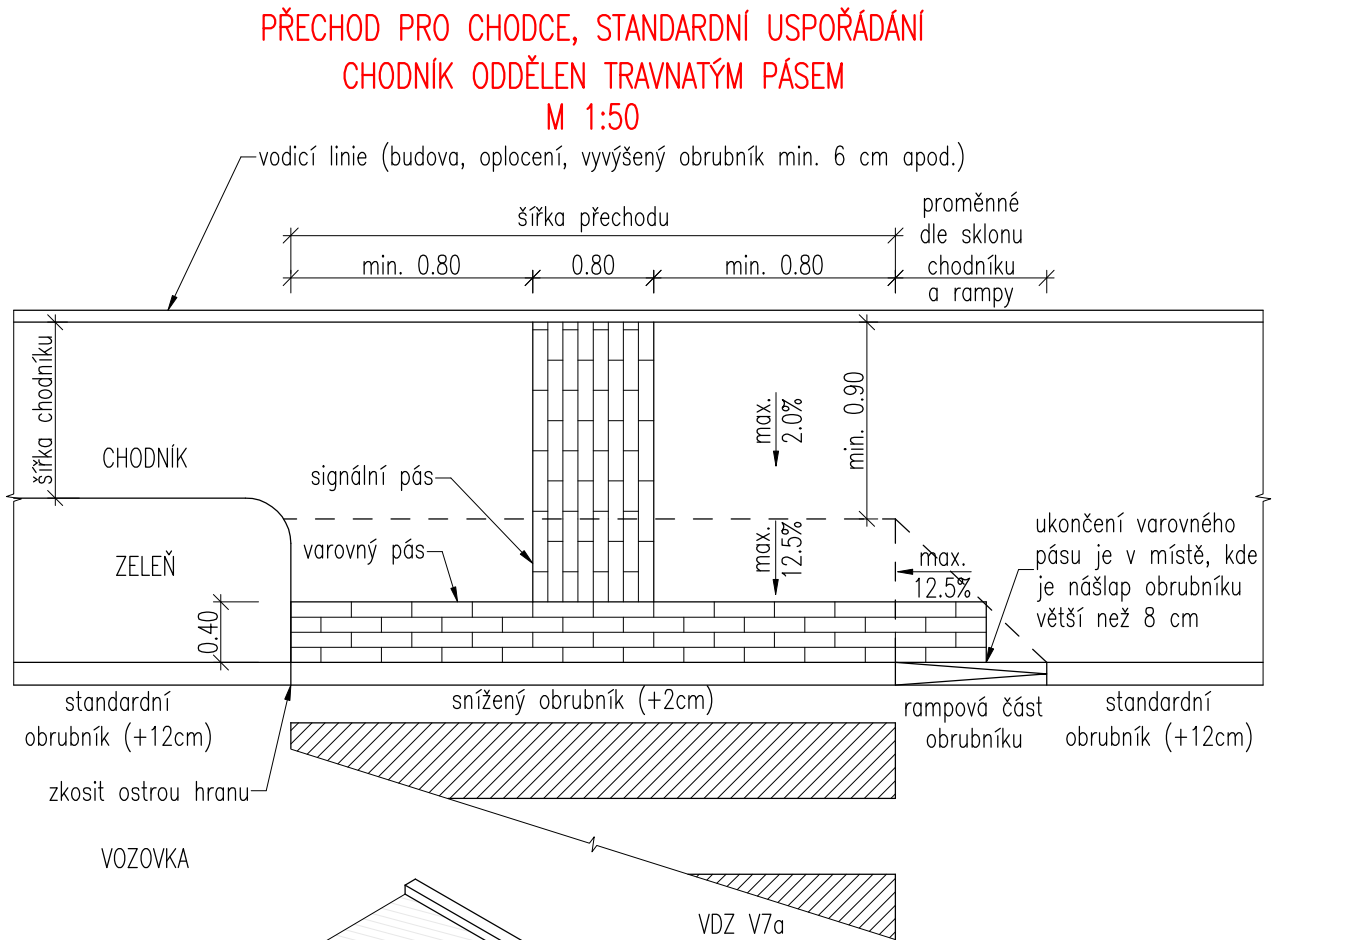 PŘECHOD PRO CHODCE, STANDARDNÍ USPOŘÁDÁNÍ
CHODNÍK ODDĚLEN TRAVNATÝM PÁSEM
M 1:50
vodicí linie (budova, oplocení, vyvýšený obrubník min. 6 cm apod.)
šířka přechodu
proměnné
dle sklonu
chodníku
a rampy
min. 0.80
0.80
min. 0.80
šířka chodníku
CHODNÍK
signální pás
max.
2.0%
min. 0.90
ZELEŇ
varovný pás
max.
12.5%
max.
12.5%
ukončení varovného
pásu je v místě, kde
je nášlap obrubníku
větší než 8 cm
0.40
standardní
obrubník (+12cm)
snížený obrubník (+2cm)
rampová část
obrubníku
standardní
obrubník (+12cm)
zkosit ostrou hranu
VOZOVKA
VDZ V7a